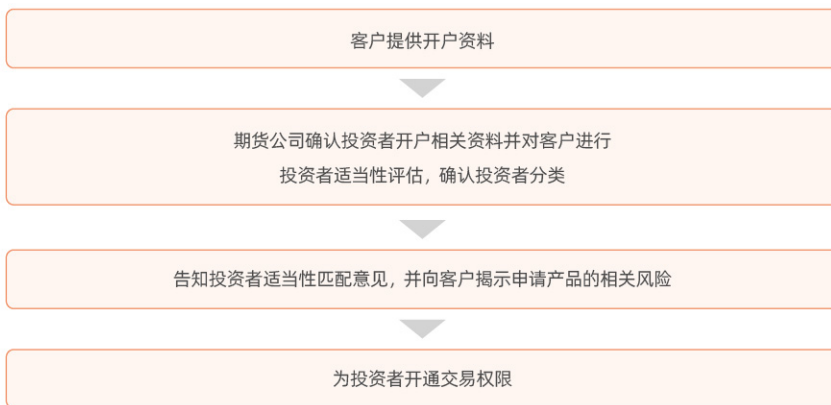 客户提供开户资料
期货公司确认投资者开户相关资料并对客户进行
投资者适当性评估，确认投资者分类
告知投资者适当性匹配意见，并向客户揭示申请产品的相关风险
为投资者开通交易权限